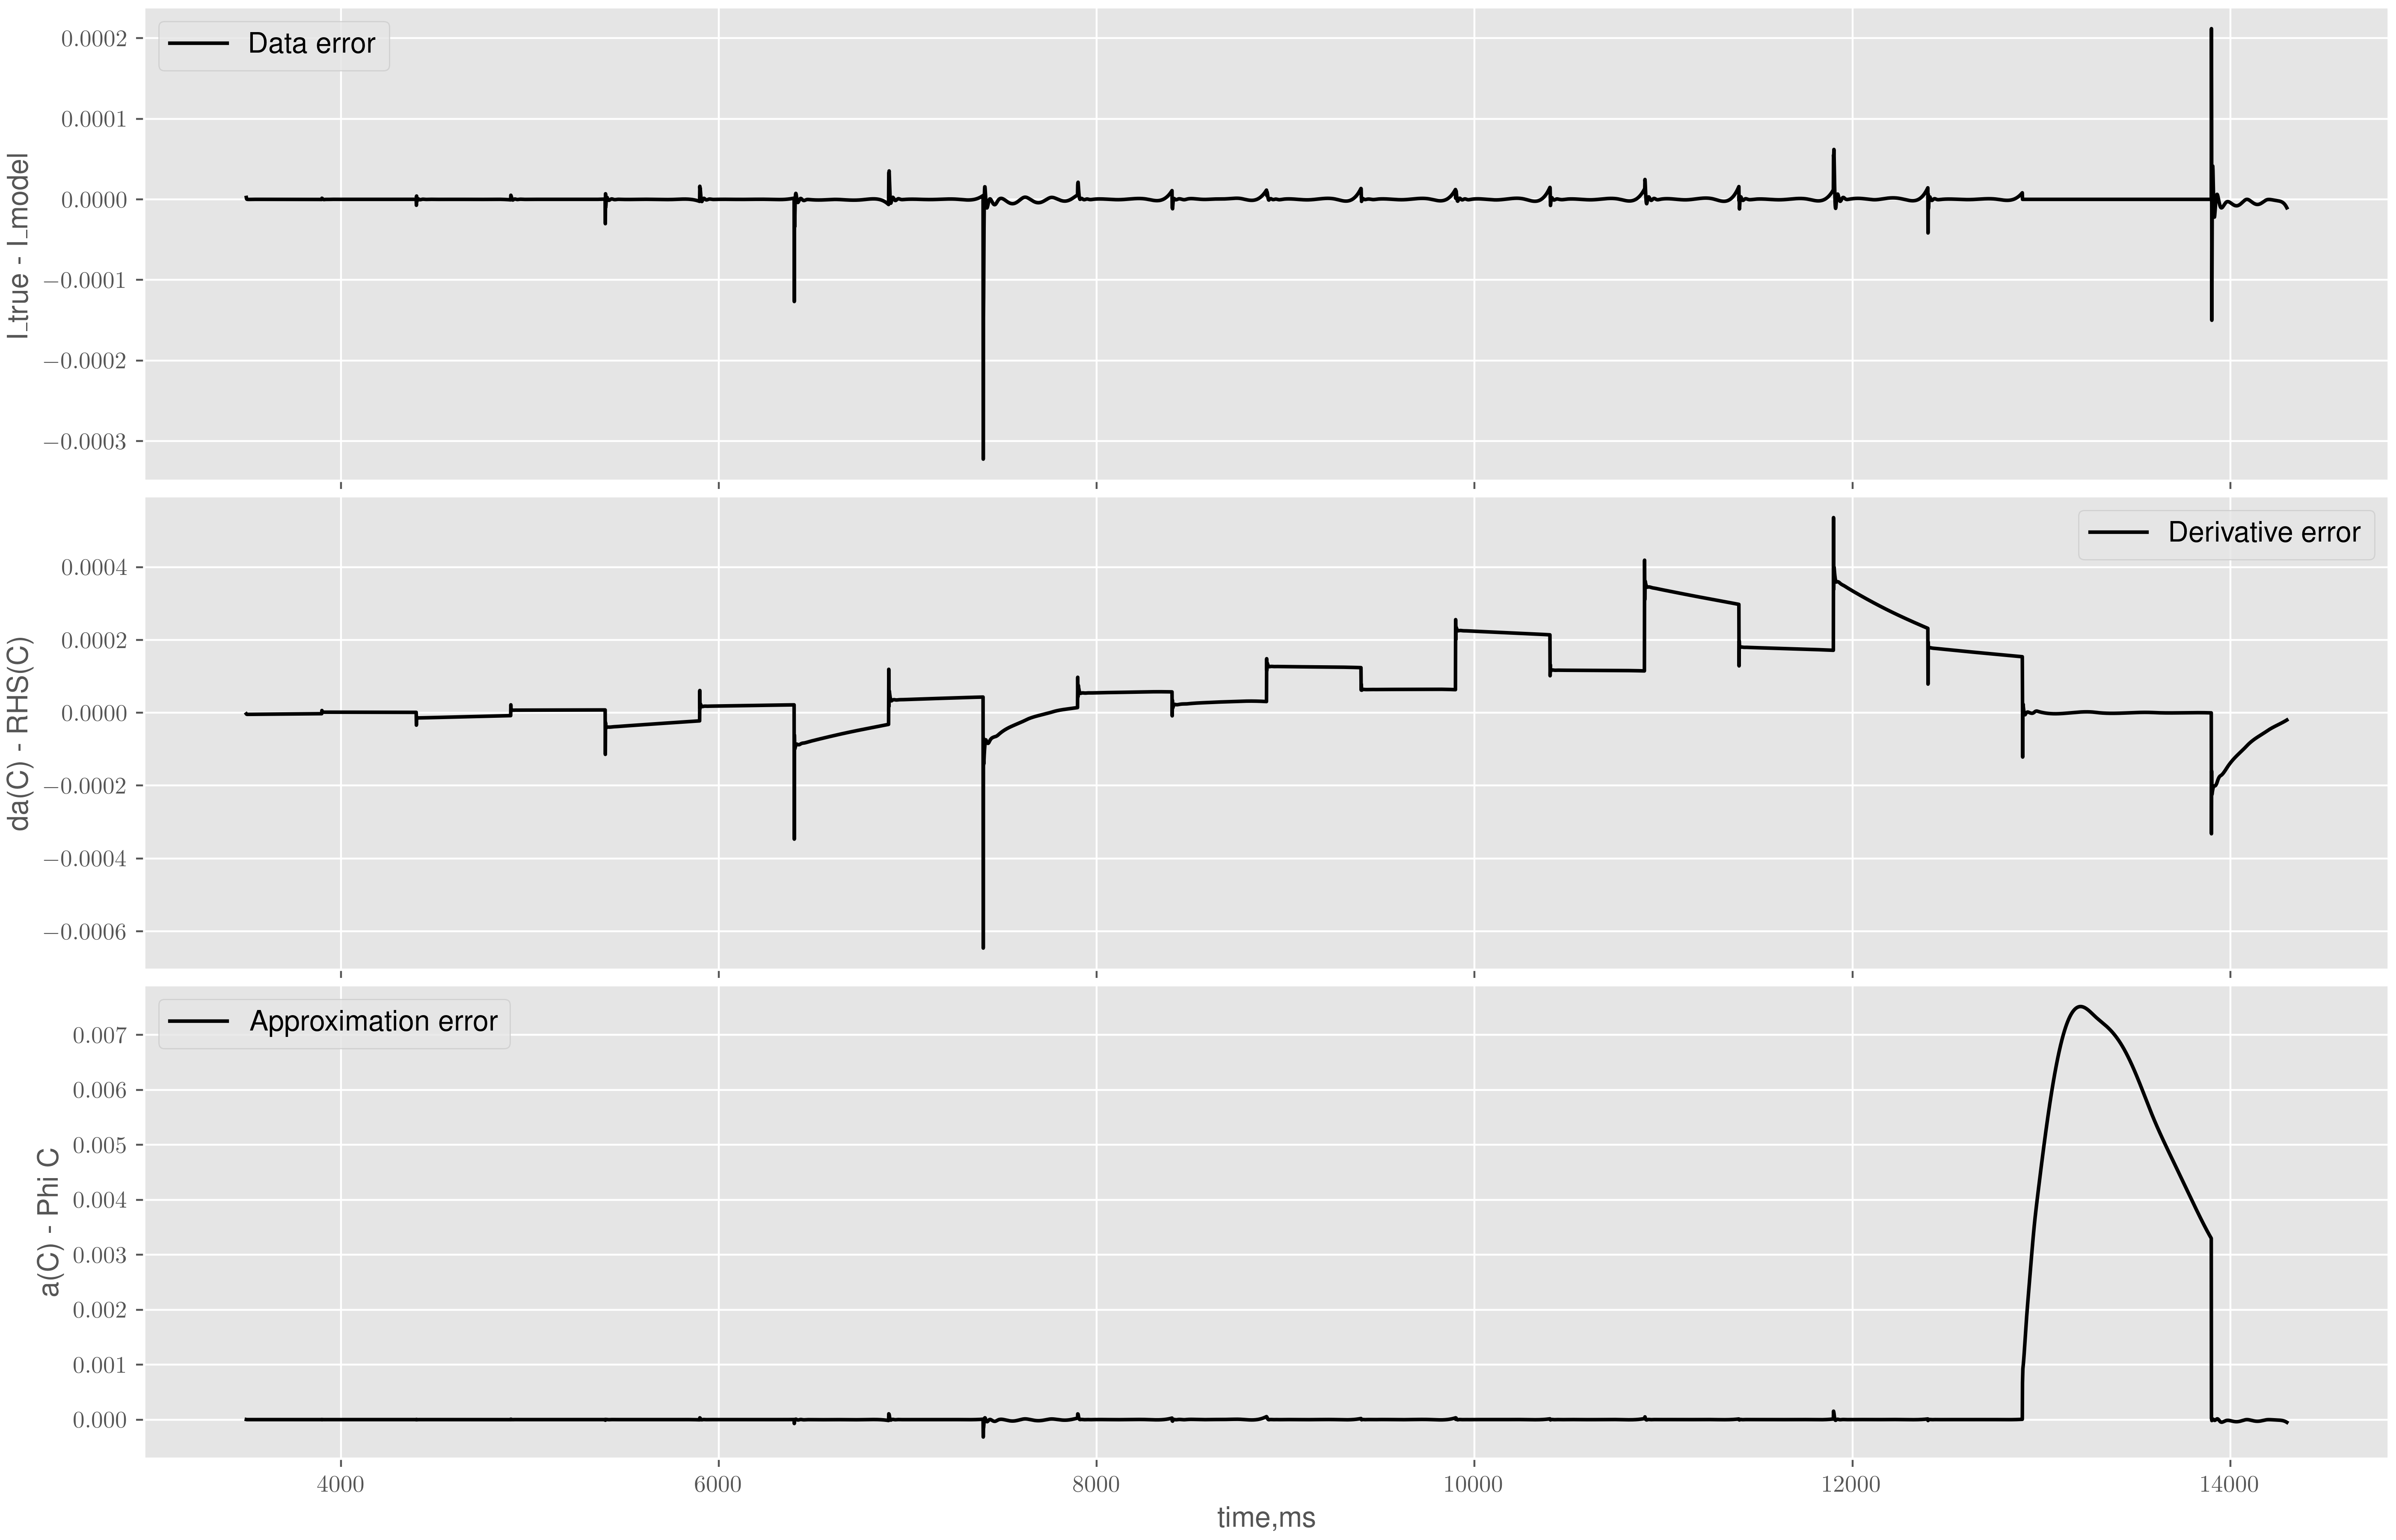 Data error
I_true - I_model
0.0002
0.0001
0.0000
−0.0001
−0.0002
−0.0003
Derivative error
da(C) - RHS(C)
0.0004
0.0002
0.0000
−0.0002
−0.0004
−0.0006
Approximation error
a(C) - Phi C
0.007
0.006
0.005
0.004
0.003
0.002
0.001
0.000
4000 6000 8000 10000 12000 14000
time,ms